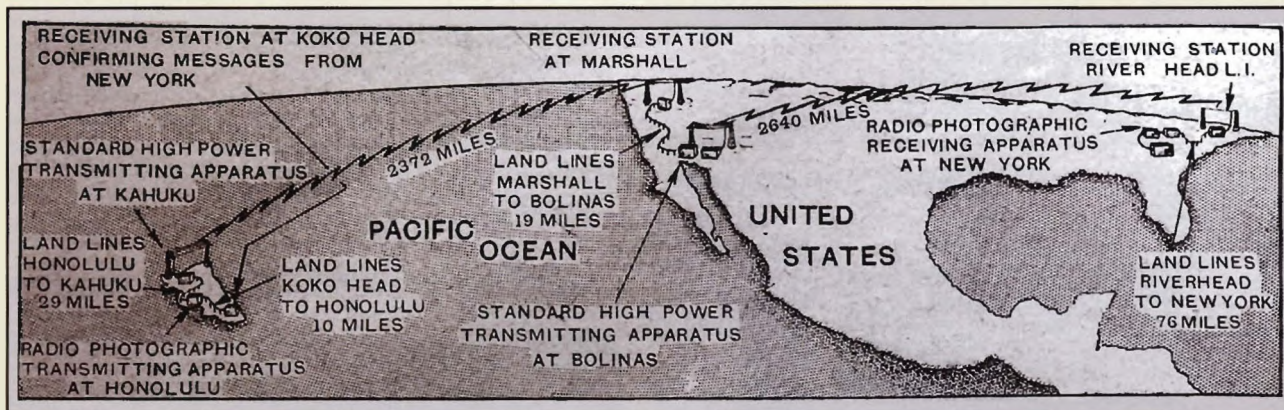 RECEIVING STATION AT KOKO HEAD
CONFIRMING MESSAGES FROM
NEW YORK
RECEIVING STATION
AT MARSHALL
RECEIVING STATION
RIVER HEAD L.I.
STANDARD HIGH POWER
TRANSMITTING APPARATUS
AT KAHUKU
2372 MILES
2640 MILES
RADIO PHOTOGRAPHIC
RECEIVING APPARATUS
AT NEW YORK
LAND LINES
MARSHALL
TO BOLINAS
19 MILES
PACIFIC
OCEAN
UNITED
STATES
LAND LINES
HONOLULU
TO KAHUKU
29 MILES
LAND LINES
KOKO HEAD
TO HONOLULU
10 MILES
LAND LINES
RIVERHEAD
TO NEW YORK
76 MILES
STANDARD HIGH POWER
TRANSMITTING APPARATUS
AT BOLINAS
RADIO PHOTOGRAPHIC
TRANSMITTING APPARATUS
AT HONOLULU